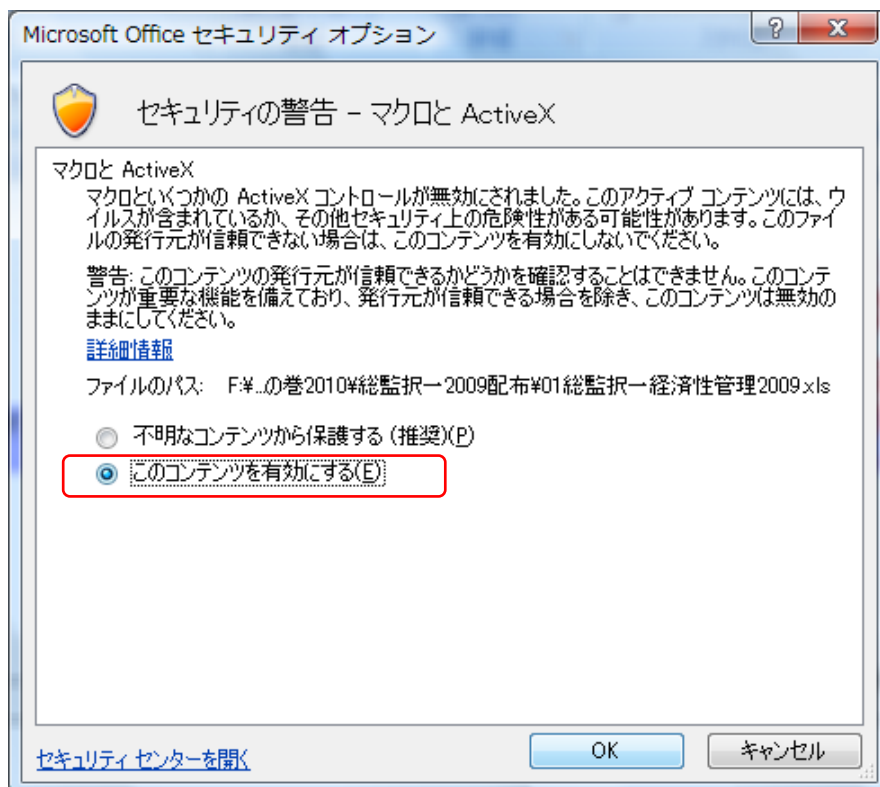 Microsoft Office セキュリティ オプション
セキュリティの警告 - マクロと ActiveX
マクロと ActiveX
マクロといくつかの ActiveX コントロールが無効にされました。このアクティブ コンテンツには、ウ
イルスが含まれているか、その他セキュリティ上の危険性がある可能性があります。このファイ
ルの発行元が信頼できない場合は、このコンテンツを有効にしないでください。
警告: このコンテンツの発行元が信頼できるかどうかを確認することはできません。このコンテ
ンツが重要な機能を備えており、発行元が信頼できる場合を除き、このコンテンツは無効の
ままにしてください。
詳細情報
ファイルのパス: F:¥...の巻2010¥総監択一2009配布¥01総監択一経済性管理2009.xls
不明なコンテンツから保護する (推奨)(P)
このコンテンツを有効にする(E)
セキュリティ センターを開く
OK
キャンセル